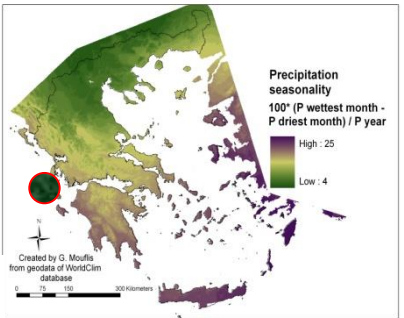 Precipitation
seasonality
100* (P wettest month -
P driest month) / P year
High : 25
Low : 4
N
Created by G. Mouflis
from geodata of WorldClim
database
0 75 150 300 Kilometers